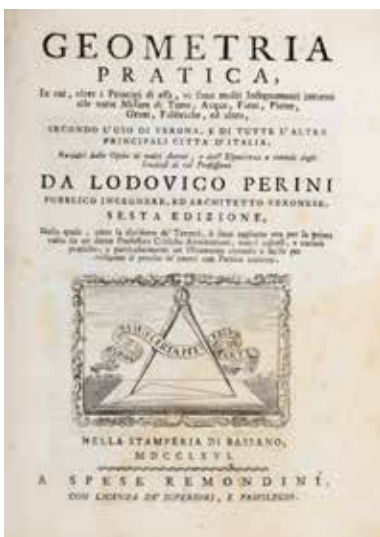 GEOMETRIA
PRATICA,
In cui, oltre i Principj di essa, vi sono molti Insegnamenti intorno
alle varie Misure di Terre, Acque, Fieni, Pietre,
Grani, Fabbriche, ed altro,
SECONDO L'USO DI VERONA, E DI TUTTE L'ALTRE
PRINCIPALI CITTÀ D'ITALIA,
DA LODOVICO PERINI
PUBBLICO INGEGNERE, ED ARCHITETTO VERONESE.
SESTA EDIZIONE,
NELLA STAMPERIA DI BASSANO,
MDCCLXVI.
A SPESE REMONDINI,
CON LICENZA DE' SUPERIORI, E PRIVILEGIO.